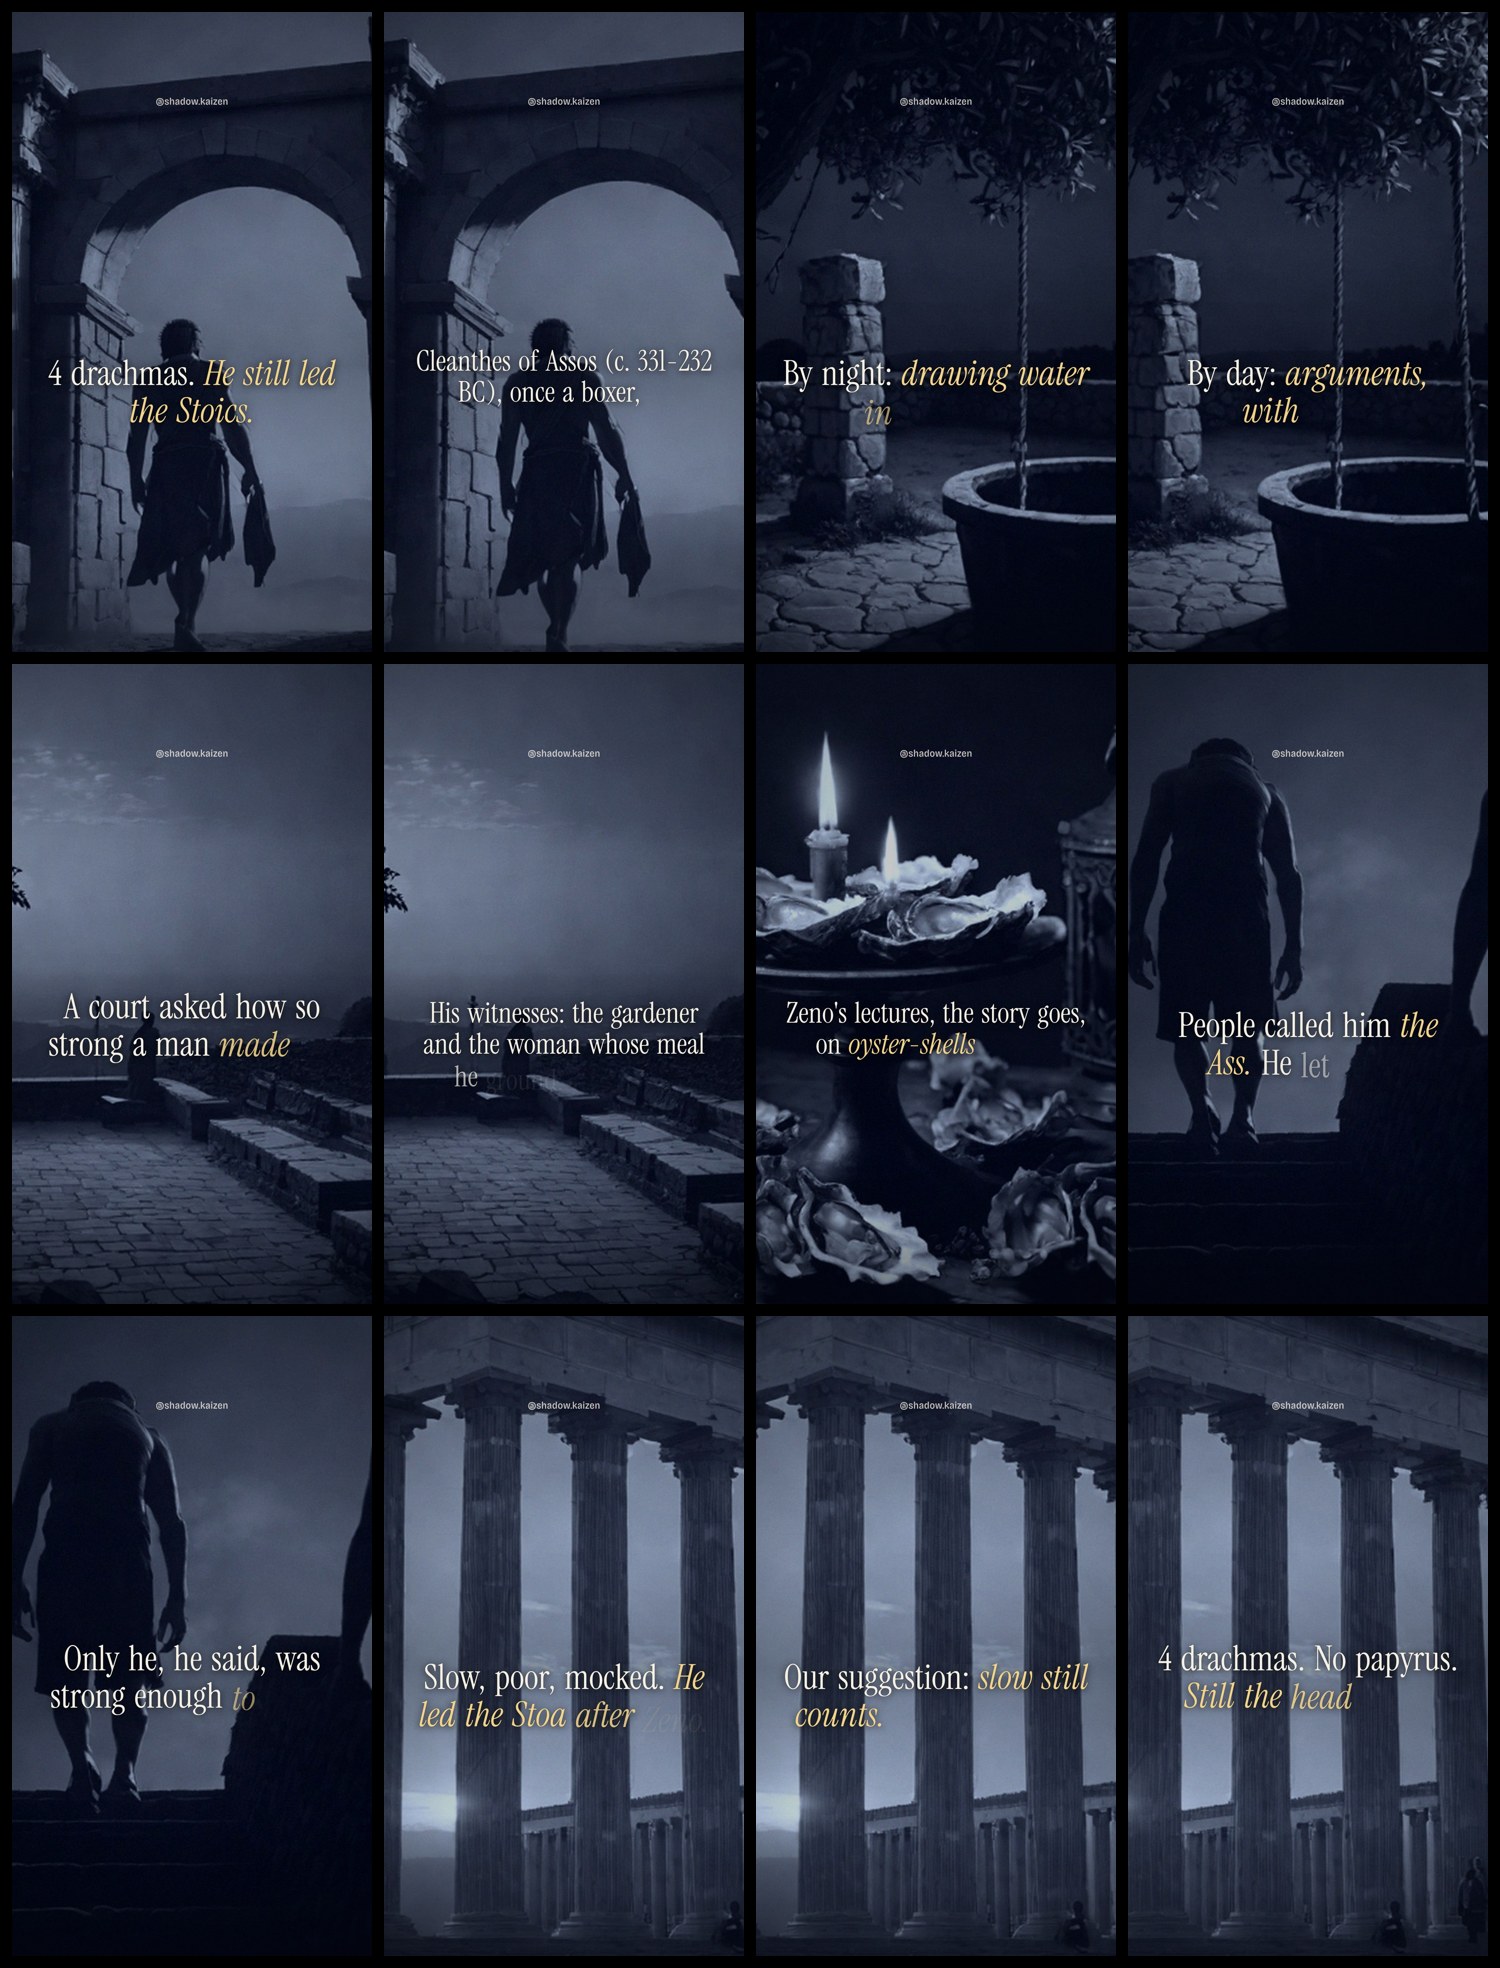 @shadow.kaizen
4 drachmas. He still led
the Stoics.
@shadow.kaizen
Cleanthes of Assos (c. 331-232
BC), once a boxer,
@shadow.kaizen
By night: drawing water
in
@shadow.kaizen
By day: arguments,
with
@shadow.kaizen
A court asked how so
strong a man made
@shadow.kaizen
His witnesses: the gardener
and the woman whose meal
he ground
@shadow.kaizen
Zeno's lectures, the story goes,
on oyster-shells
@shadow.kaizen
People called him the
Ass. He let
@shadow.kaizen
Only he, he said, was
strong enough to
@shadow.kaizen
Slow, poor, mocked. He
led the Stoa after Zeno.
@shadow.kaizen
Our suggestion: slow still
counts.
@shadow.kaizen
4 drachmas. No papyrus.
Still the head